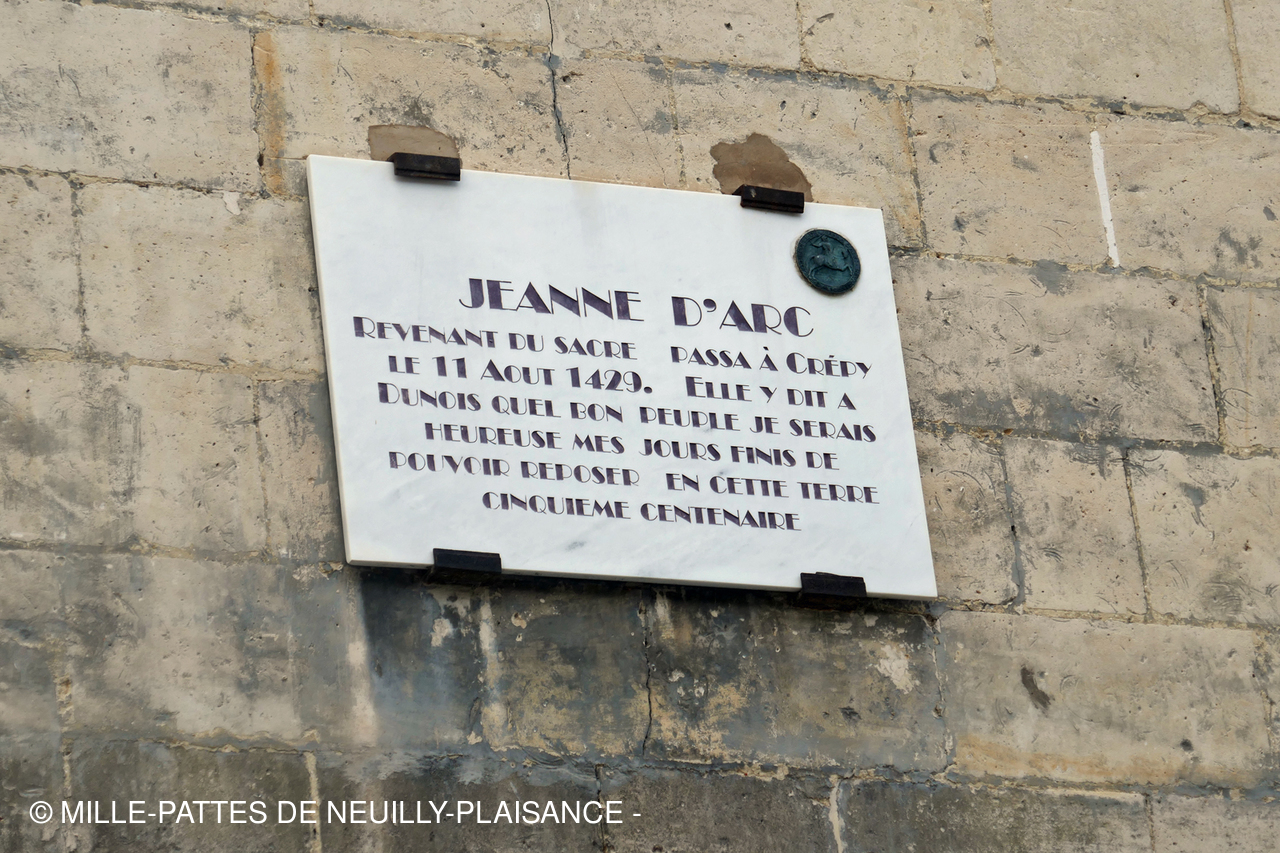 JEANNE D'ARC
REVENANT DU SACRE PASSA À CRÉPY
LE 11 AOUT 1429. ELLE Y DIT A
DUNOIS QUEL BON PEUPLE JE SERAIS
HEUREUSE MES JOURS FINIS DE
POUVOIR REPOSER EN CETTE TERRE
CINQUIEME CENTENAIRE
© MILLE-PATTES DE NEUILLY-PLAISANCE -